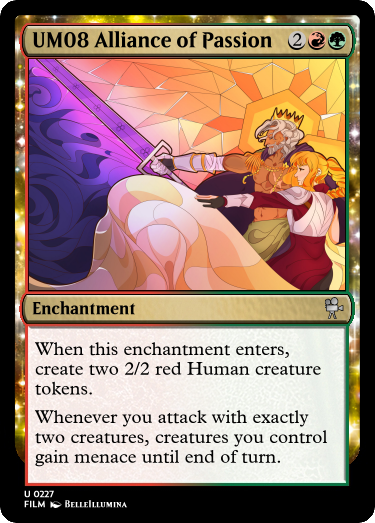 UM08 Alliance of Passion 2
Enchantment
When this enchantment enters,
create two 2/2 red Human creature
tokens.
Whenever you attack with exactly
two creatures, creatures you control
gain menace until end of turn.
U 0227
FILM BelleIllumina